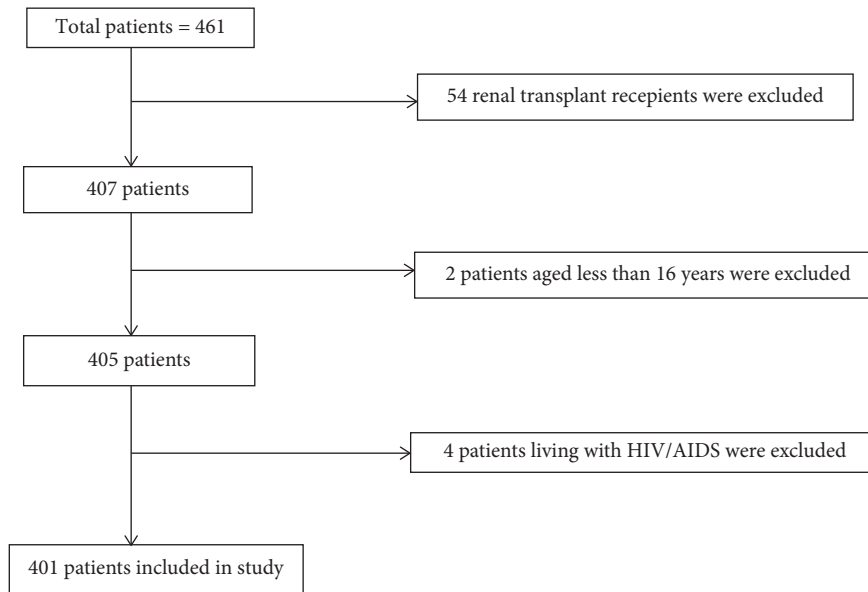 Total patients = 461
54 renal transplant recepients were excluded
407 patients
2 patients aged less than 16 years were excluded
405 patients
4 patients living with HIV/AIDS were excluded
401 patients included in study